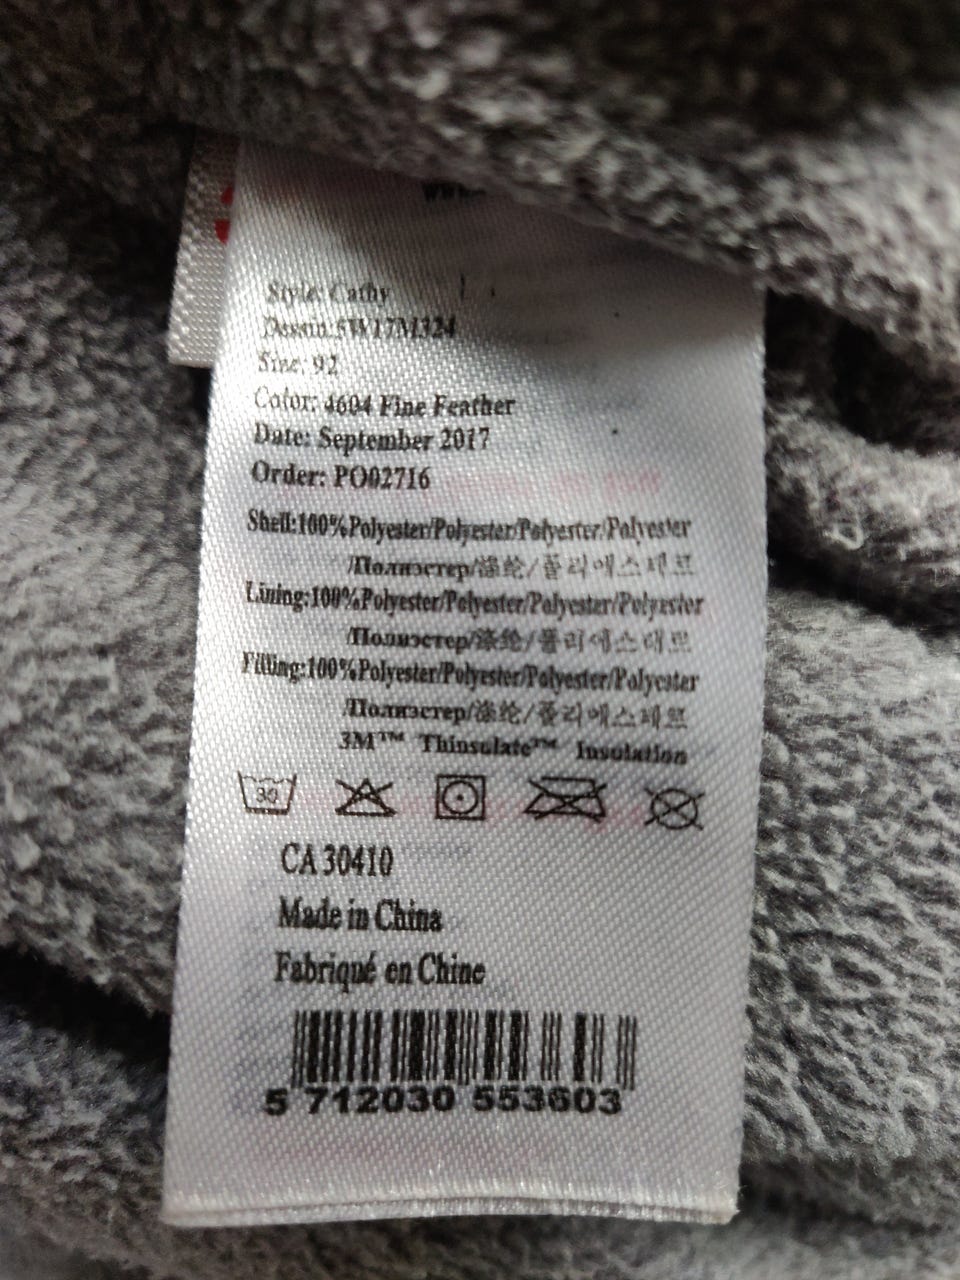 Style: Cathy
Dessin:SW17M324
Size: 92
Color: 4604 Fine Feather
Date: September 2017
Order: PO02716
Shell:100%Polyester/Polyester/Polyester/Polyester
/Полиэстер/涤纶/폴리에스테르
Lining:100%Polyester/Polyester/Polyester/Polyester
/Полиэстер/涤纶/폴리에스테르
Filling:100%Polyester/Polyester/Polyester/Polyester
/Полиэстер/涤纶/폴리에스테르
3M™ Thinsulate™ Insulation
30
CA 30410
Made in China
Fabriqué en Chine
5 712030 553603